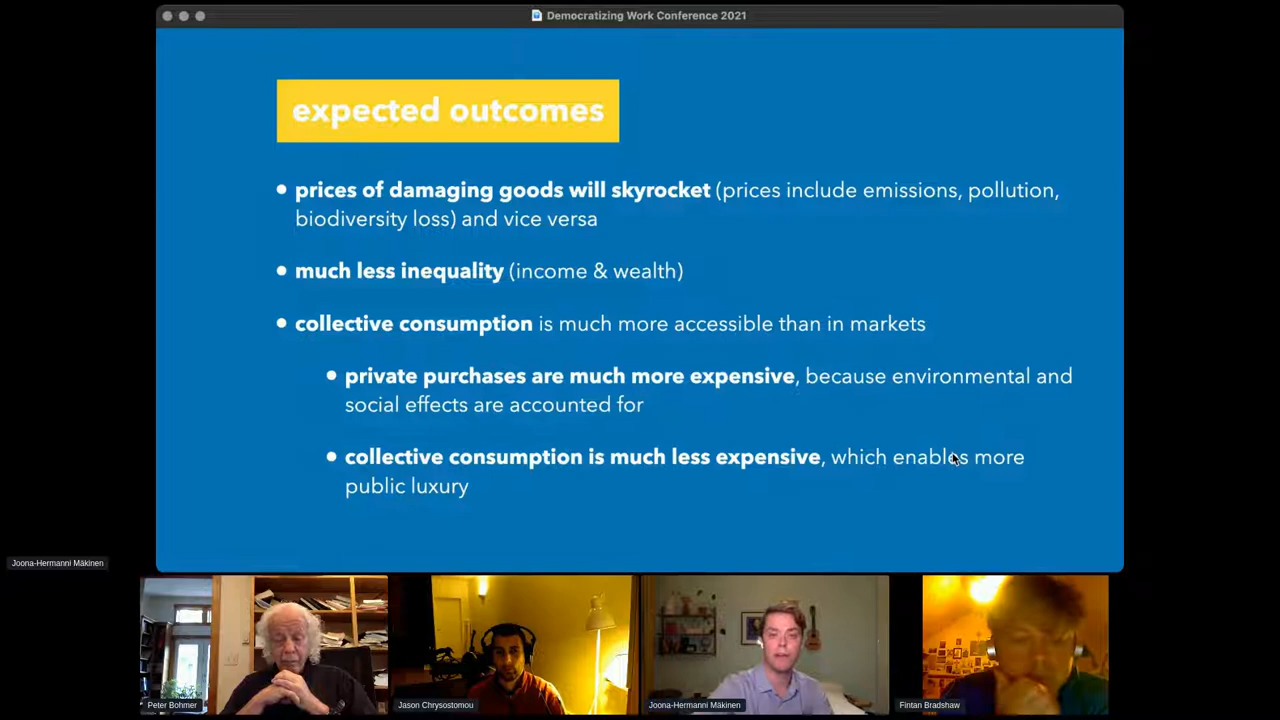 Democratizing Work Conference 2021
expected outcomes
• prices of damaging goods will skyrocket (prices include emissions, pollution,
biodiversity loss) and vice versa
• much less inequality (income & wealth)
• collective consumption is much more accessible than in markets
• private purchases are much more expensive, because environmental and
social effects are accounted for
• collective consumption is much less expensive, which enables more
public luxury
Joona-Hermanni Mäkinen
Peter Bohmer
Jason Chrysostomou
Joona-Hermanni Mäkinen
Fintan Bradshaw